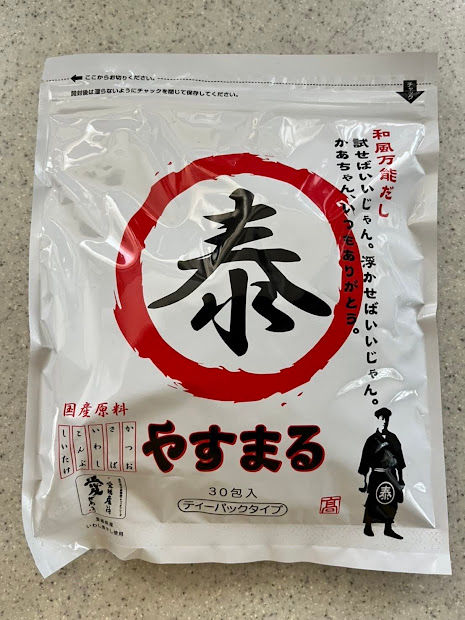 ここからお切りください。
開封後は湿らないようにチャックを閉じて保存してください。
和風万能だし
試せばいいじゃん。浮かせばいいじゃん。
かあちゃん、いつもありがとう。
泰
国産原料
かつお
さば
いわし
こんぶ
しいたけ
やすまる
30包入
ティーパックタイプ
泰
高